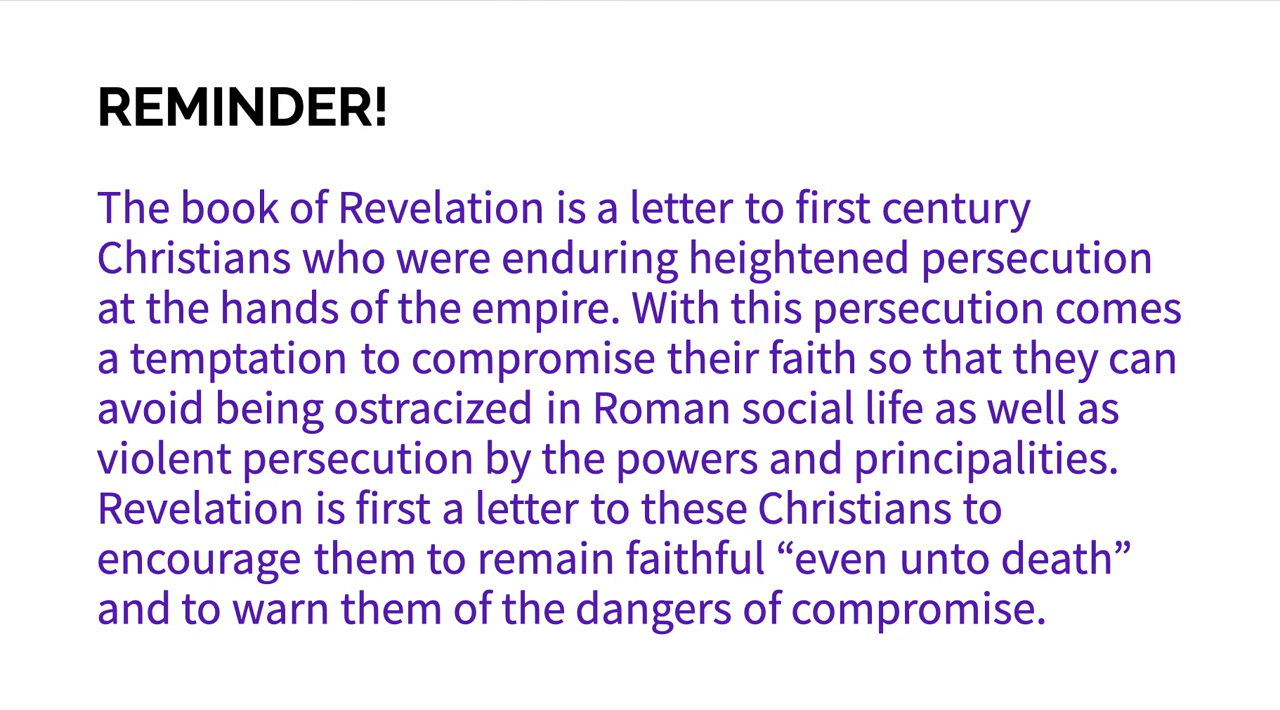 REMINDER!
The book of Revelation is a letter to first century
Christians who were enduring heightened persecution
at the hands of the empire. With this persecution comes
a temptation to compromise their faith so that they can
avoid being ostracized in Roman social life as well as
violent persecution by the powers and principalities.
Revelation is first a letter to these Christians to
encourage them to remain faithful “even unto death”
and to warn them of the dangers of compromise.